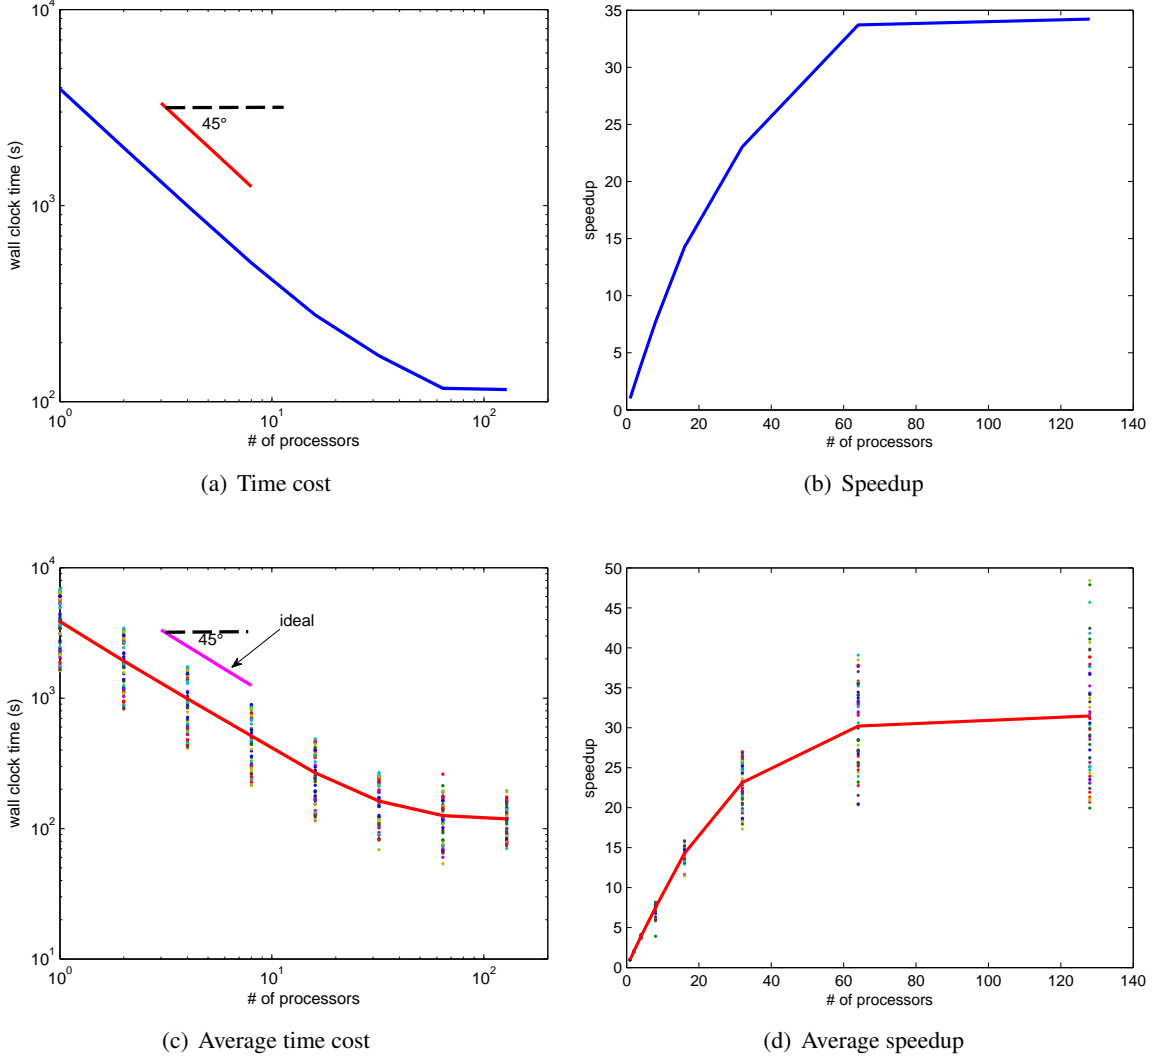 10^4
10^3
10^2
wall clock time (s)
45°
10^0
10^1
10^2
# of processors
(a) Time cost
35
30
25
20
15
10
5
0
speedup
0 20 40 60 80 100 120 140
# of processors
(b) Speedup
10^4
10^3
10^2
10^1
wall clock time (s)
ideal
45°
10^0
10^1
10^2
# of processors
(c) Average time cost
50
45
40
35
30
25
20
15
10
5
0
speedup
0 20 40 60 80 100 120 140
# of processors
(d) Average speedup